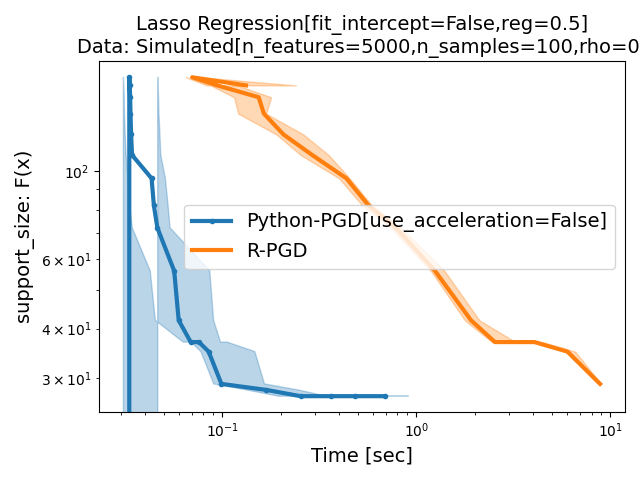 Lasso Regression[fit_intercept=False,reg=0.5]
Data: Simulated[n_features=5000,n_samples=100,rho=0
support_size: F(x)
10²
6 × 10¹
4 × 10¹
3 × 10¹
Python-PGD[use_acceleration=False]
R-PGD
10⁻¹
10⁰
10¹
Time [sec]